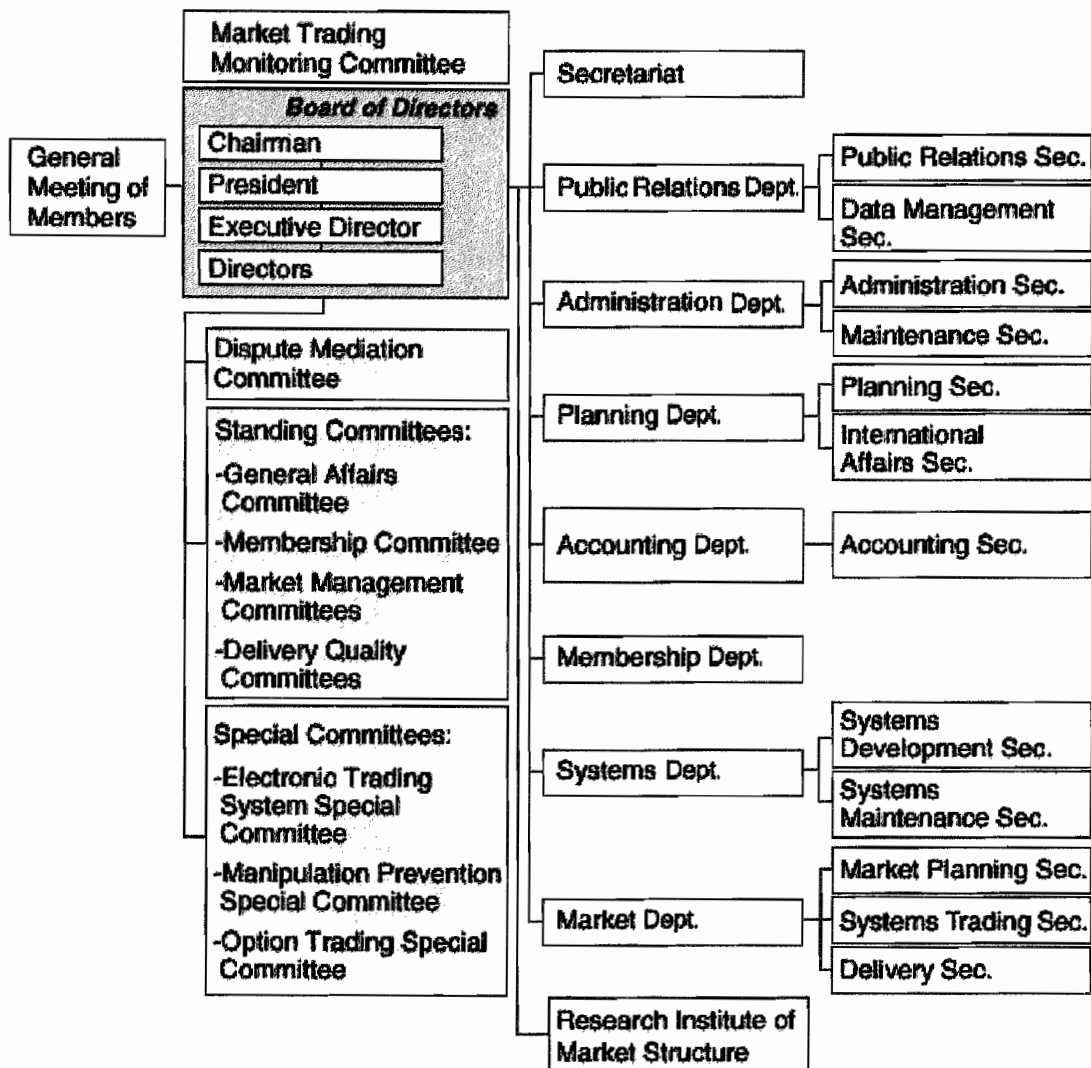 Market Trading
Monitoring Committee
Board of Directors
Chairman
President
Executive Director
Directors
General
Meeting of
Members
Dispute Mediation
Committee
Standing Committees:
-General Affairs
Committee
-Membership Committee
-Market Management
Committees
-Delivery Quality
Committees
Special Committees:
-Electronic Trading
System Special
Committee
-Manipulation Prevention
Special Committee
-Option Trading Special
Committee
Secretariat
Public Relations Dept.
Public Relations Sec.
Data Management
Sec.
Administration Dept.
Administration Sec.
Maintenance Sec.
Planning Dept.
Planning Sec.
International
Affairs Sec.
Accounting Dept.
Accounting Sec.
Membership Dept.
Systems Dept.
Systems
Development Sec.
Systems
Maintenance Sec.
Market Dept.
Market Planning Sec.
Systems Trading Sec.
Delivery Sec.
Research Institute of
Market Structure